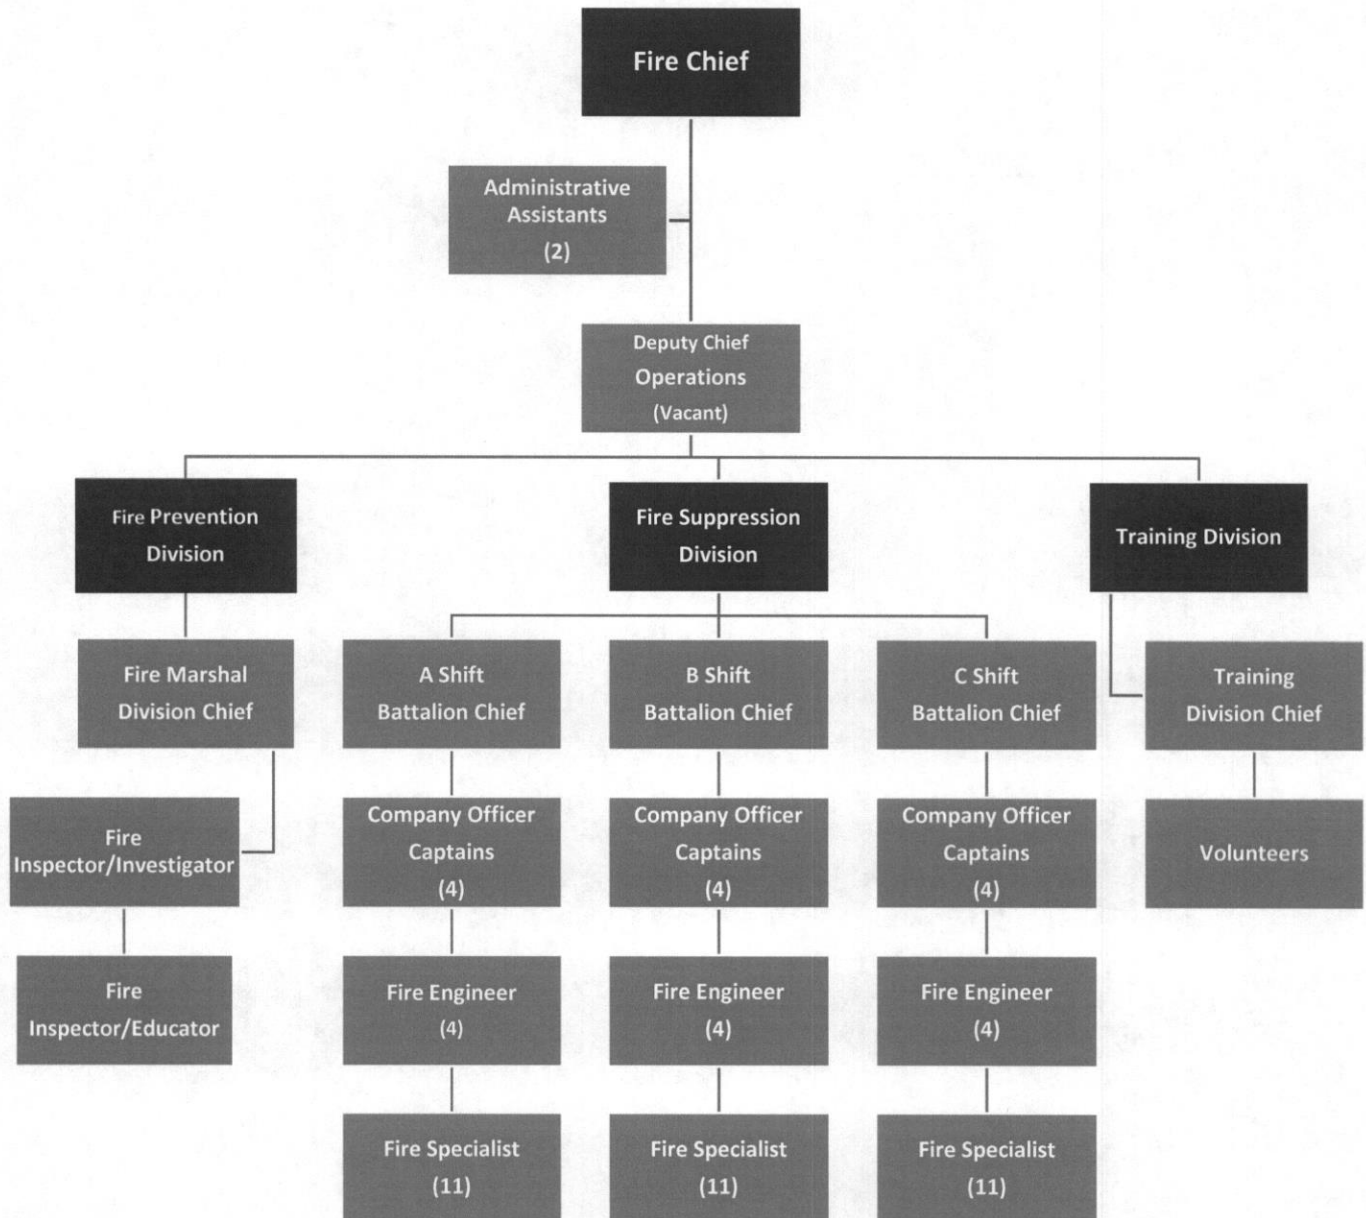 Fire Chief
Administrative
Assistants
(2)
Deputy Chief
Operations
(Vacant)
Fire Prevention
Division
Fire Suppression
Division
Training Division
Fire Marshal
Division Chief
A Shift
Battalion Chief
B Shift
Battalion Chief
C Shift
Battalion Chief
Training
Division Chief
Fire
Inspector/Investigator
Company Officer
Captains
(4)
Company Officer
Captains
(4)
Company Officer
Captains
(4)
Volunteers
Fire
Inspector/Educator
Fire Engineer
(4)
Fire Engineer
(4)
Fire Engineer
(4)
Fire Specialist
(11)
Fire Specialist
(11)
Fire Specialist
(11)